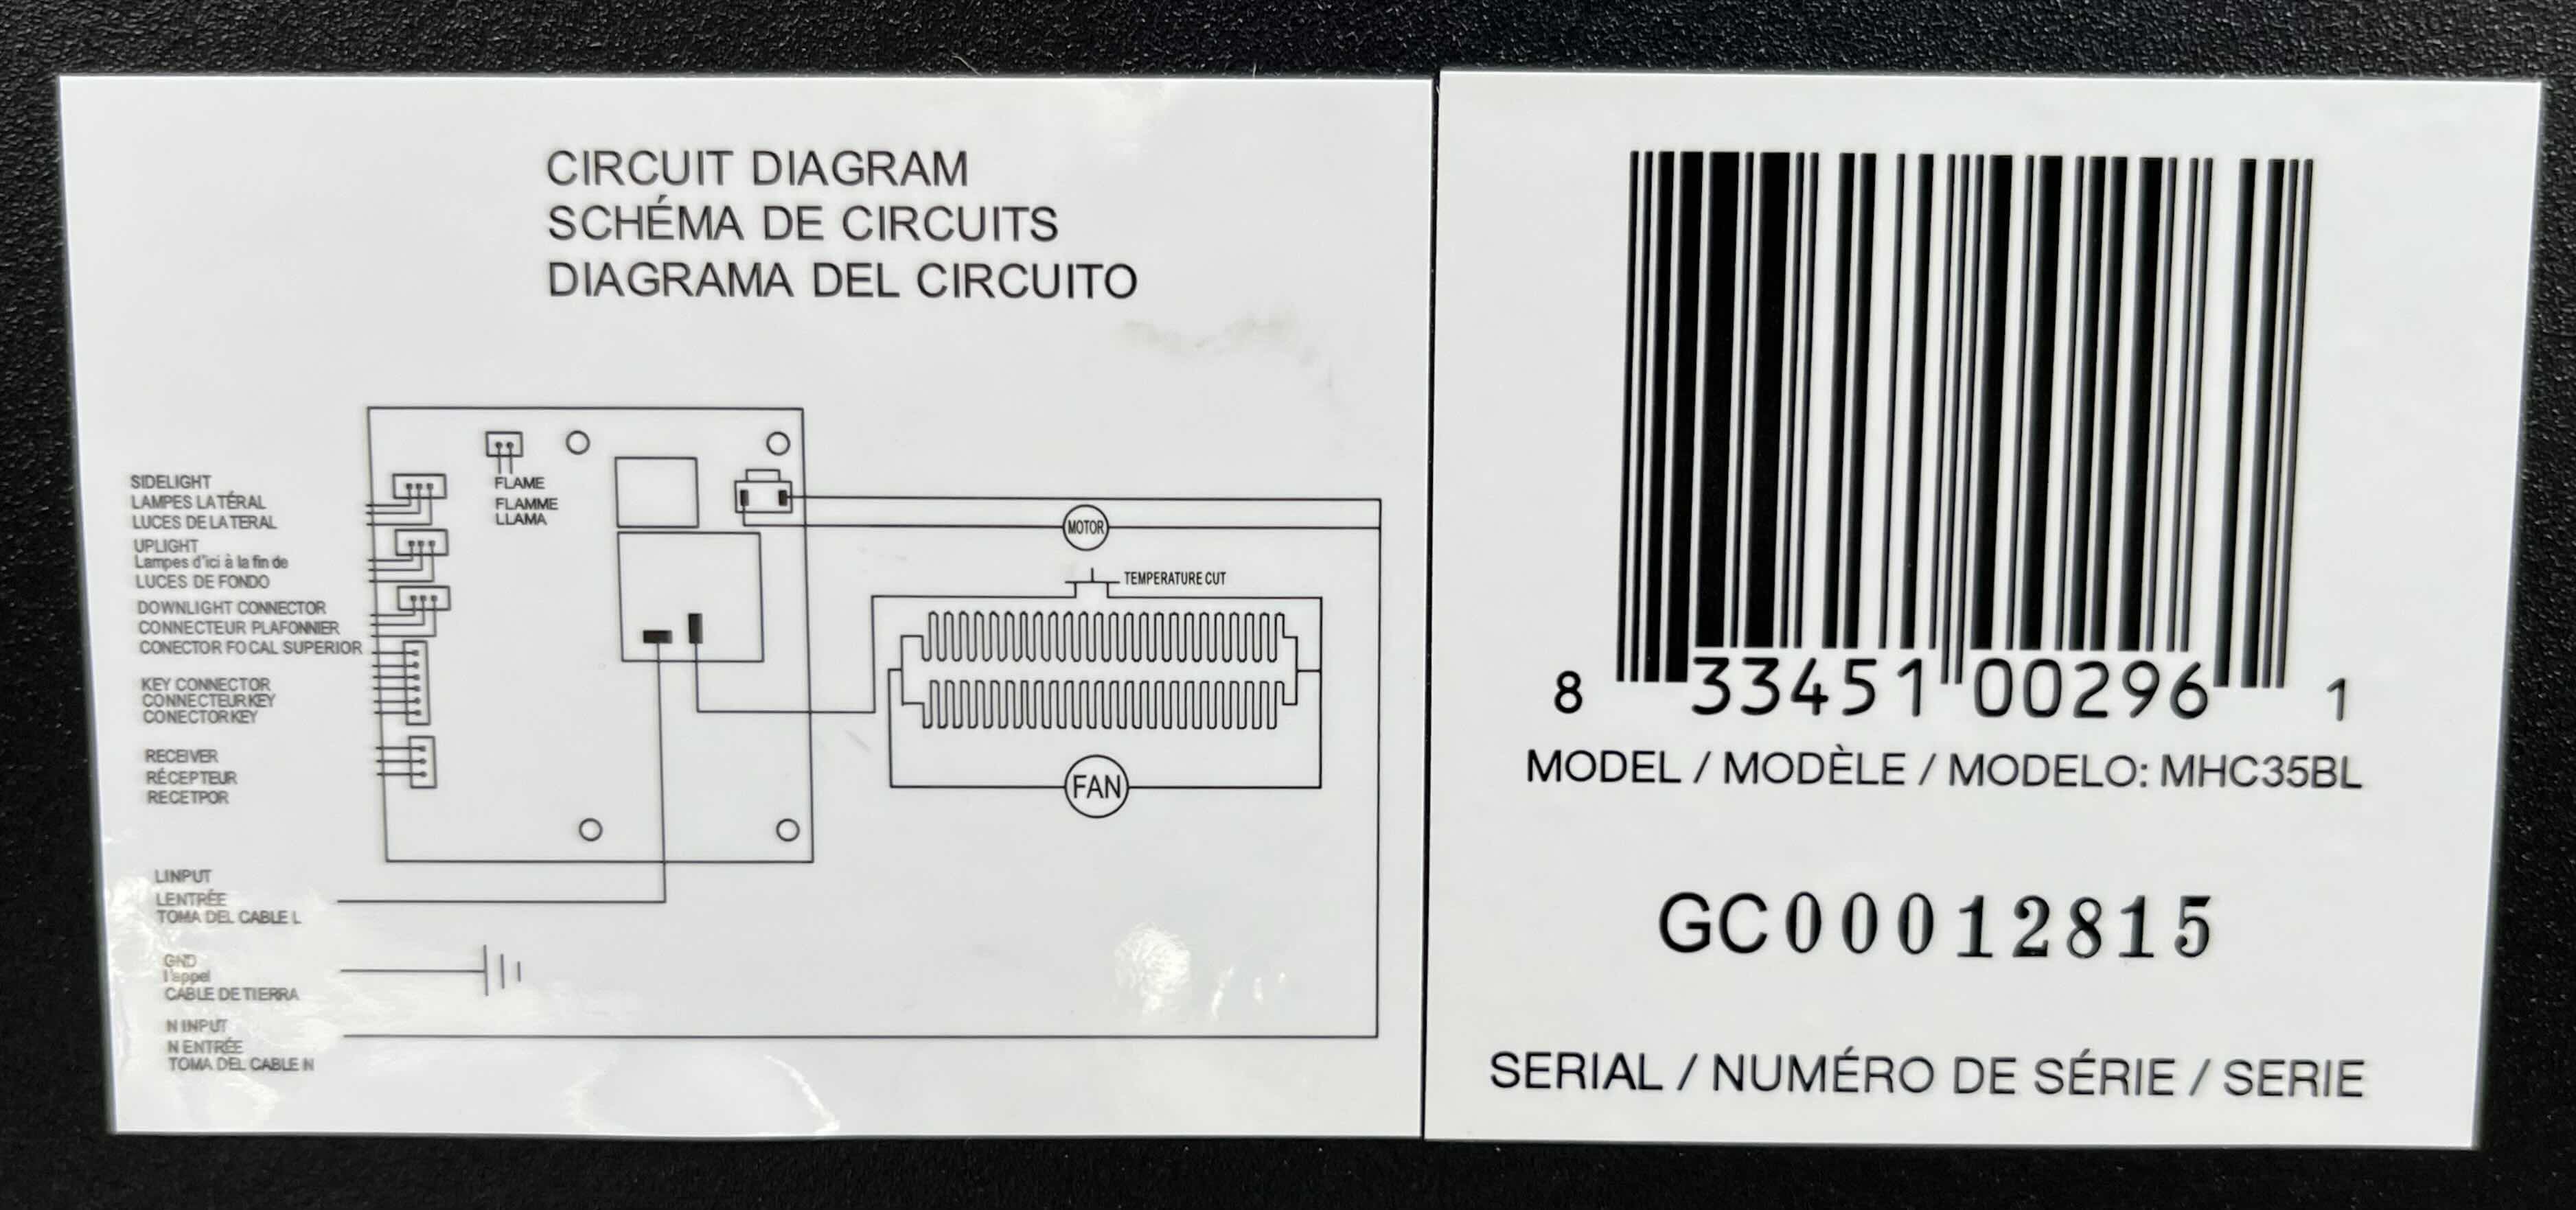 CIRCUIT DIAGRAM
SCHÉMA DE CIRCUITS
DIAGRAMA DEL CIRCUITO
SIDELIGHT
LAMPES LATÉRAL
LUCES DE LATERAL
UPLIGHT
Lampes d'ici à la fin de
LUCES DE FONDO
DOWNLIGHT CONNECTOR
CONNECTEUR PLAFONNIER
CONECTOR FOCAL SUPERIOR
KEY CONNECTOR
CONNECTEUR KEY
CONECTOR KEY
RECEIVER
RÉCEPTEUR
RECETPOR
FLAME
FLAMME
LLAMA
MOTOR
TEMPERATURE CUT
FAN
LINPUT
LENTRÉE
TOMA DEL CABLE L
GND
l'appel
CABLE DE TIERRA
N INPUT
N ENTRÉE
TOMA DEL CABLE N
8 33451 00296 1
MODEL / MODÈLE / MODELO: MHC35BL
GC00012815
SERIAL / NUMÉRO DE SÉRIE / SERIE